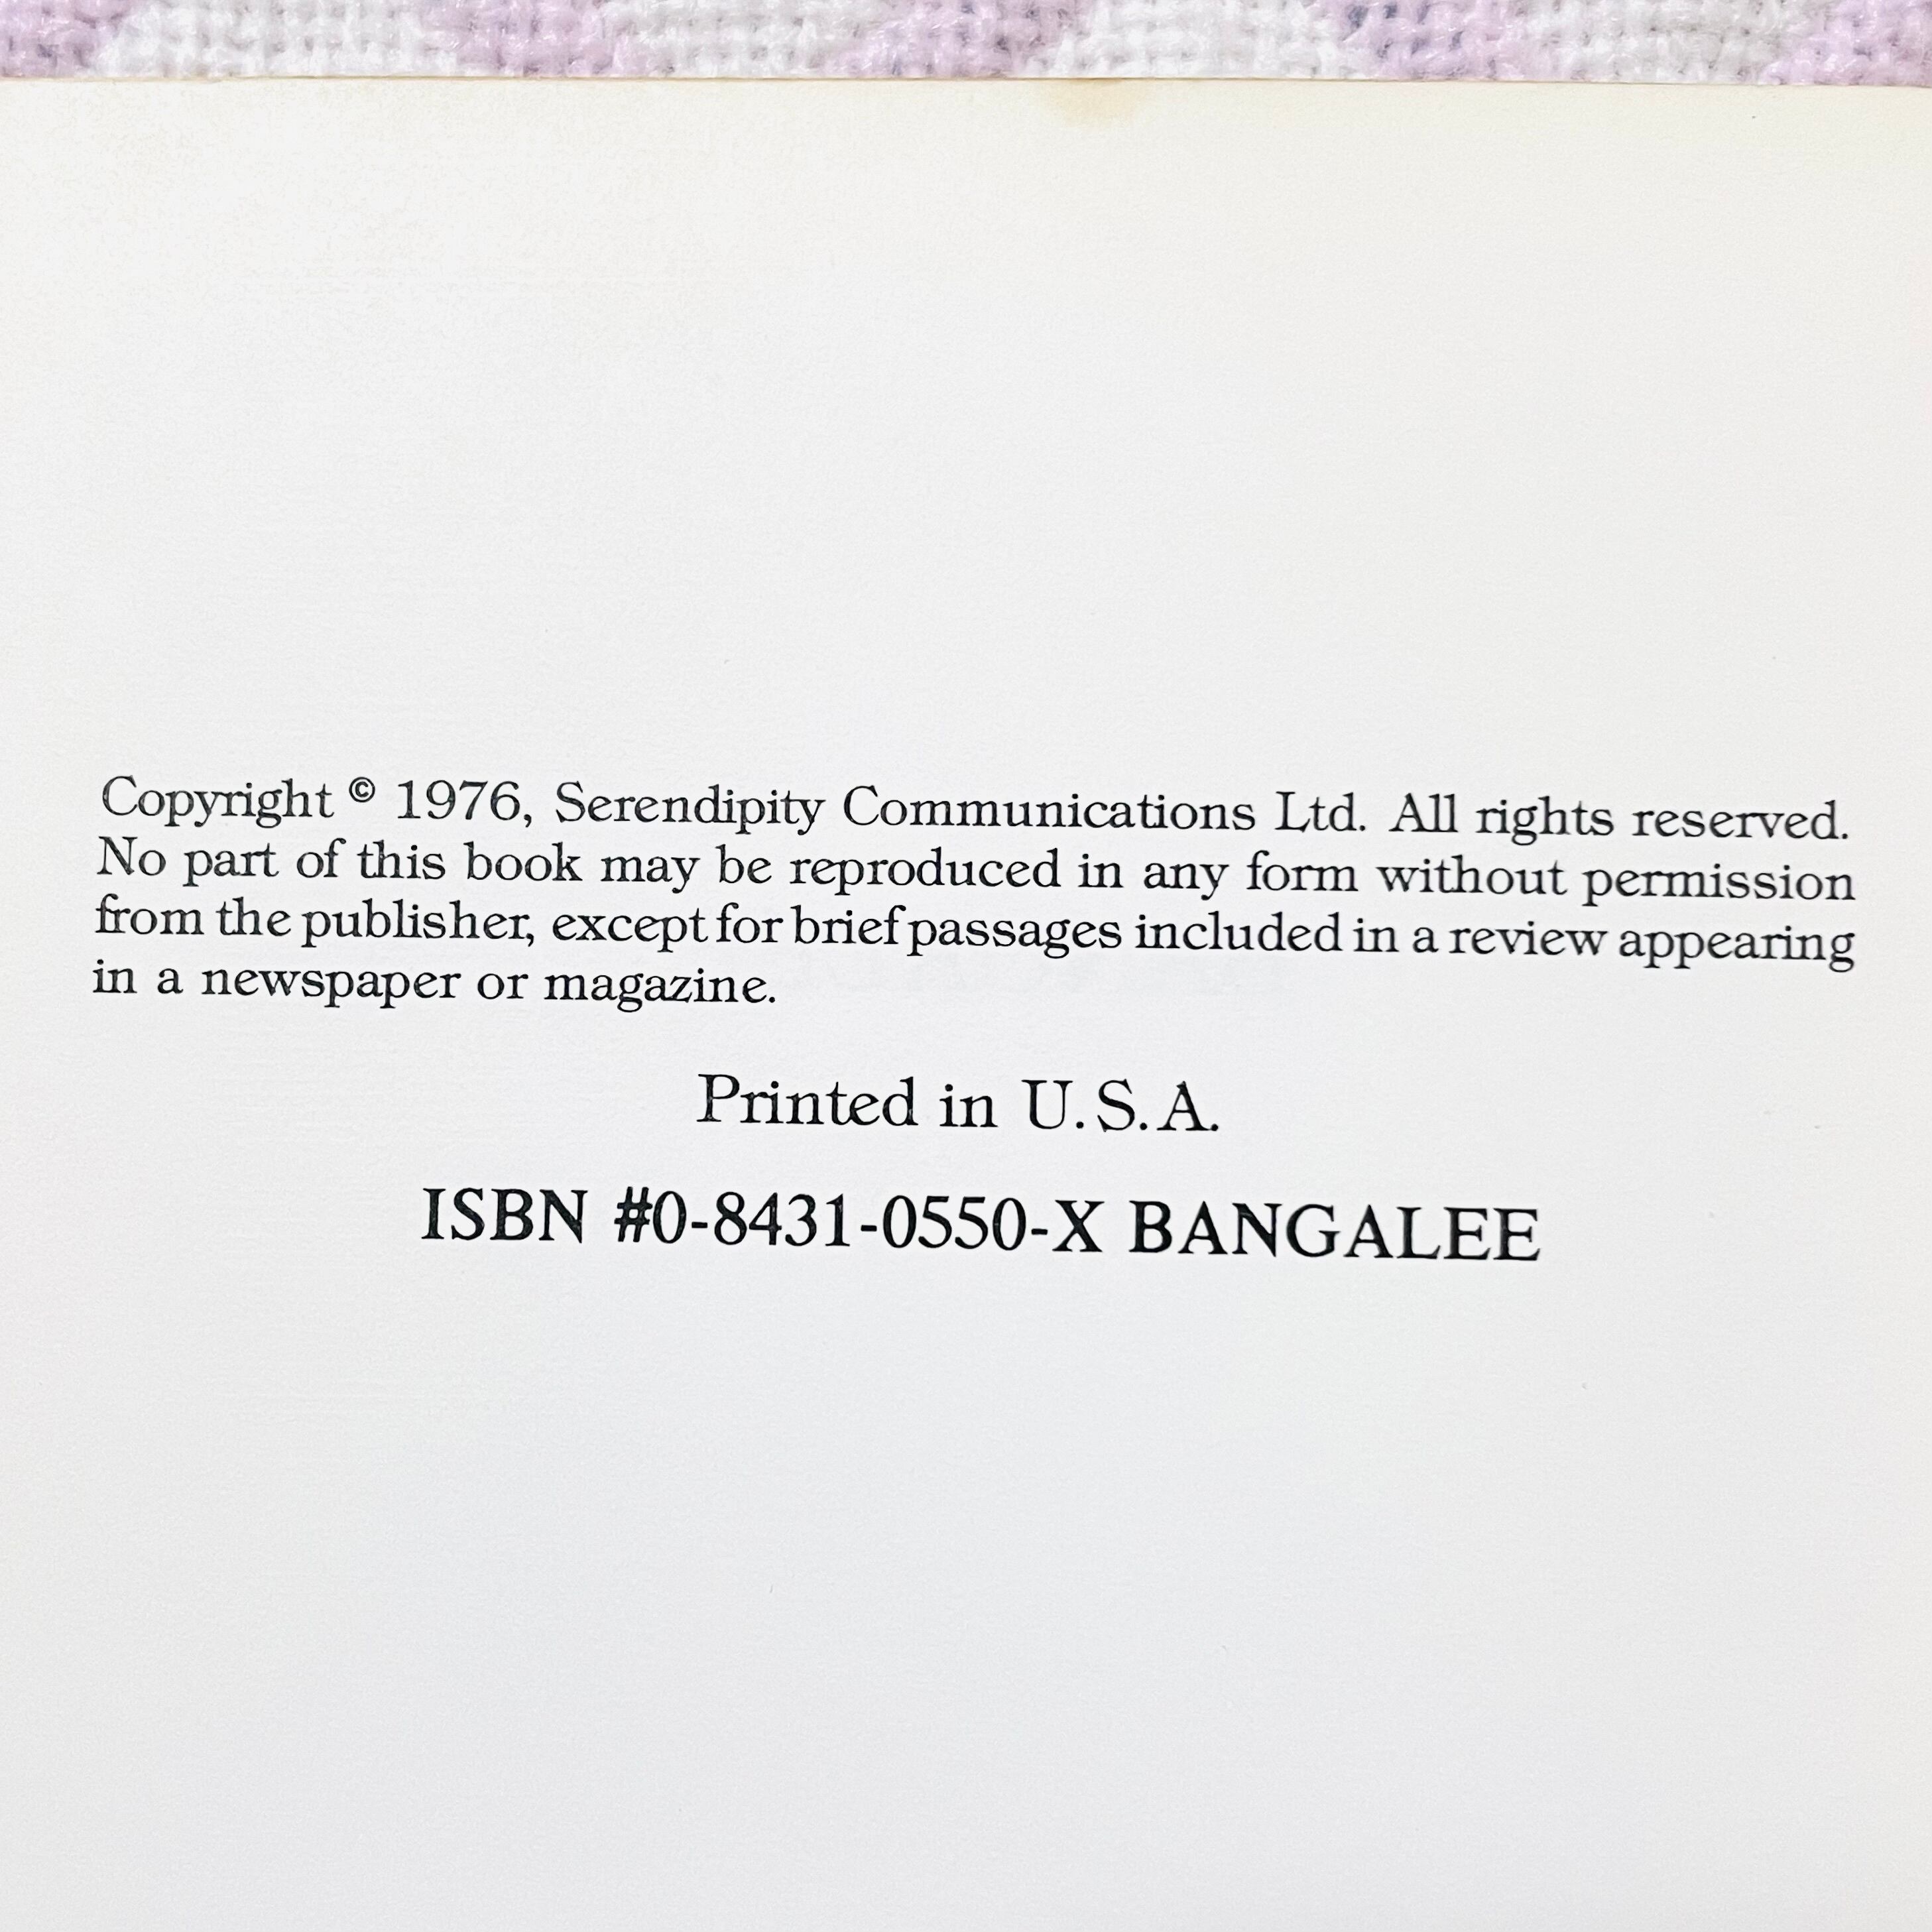 Copyright © 1976, Serendipity Communications Ltd. All rights reserved.
No part of this book may be reproduced in any form without permission
from the publisher, except for brief passages included in a review appearing
in a newspaper or magazine.
Printed in U.S.A.
ISBN #0-8431-0550-X BANGALEE